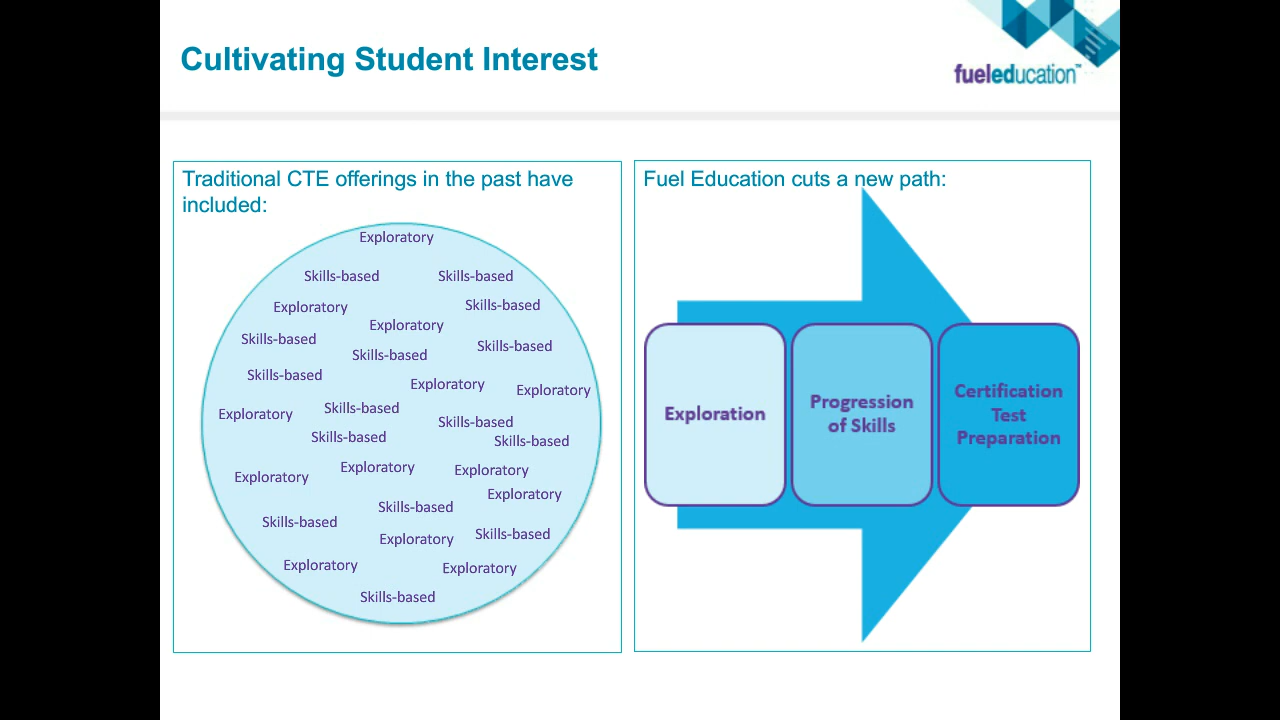 Cultivating Student Interest
fueleducation™
Traditional CTE offerings in the past have
included:
Exploratory
Skills-based Skills-based
Exploratory Skills-based
Exploratory
Skills-based Skills-based
Skills-based
Skills-based
Exploratory Exploratory
Exploratory Skills-based
Skills-based
Skills-based Skills-based
Exploratory Exploratory
Exploratory
Exploratory
Skills-based
Skills-based
Exploratory Skills-based
Exploratory Exploratory
Skills-based
Fuel Education cuts a new path:
Exploration
Progression
of Skills
Certification
Test
Preparation